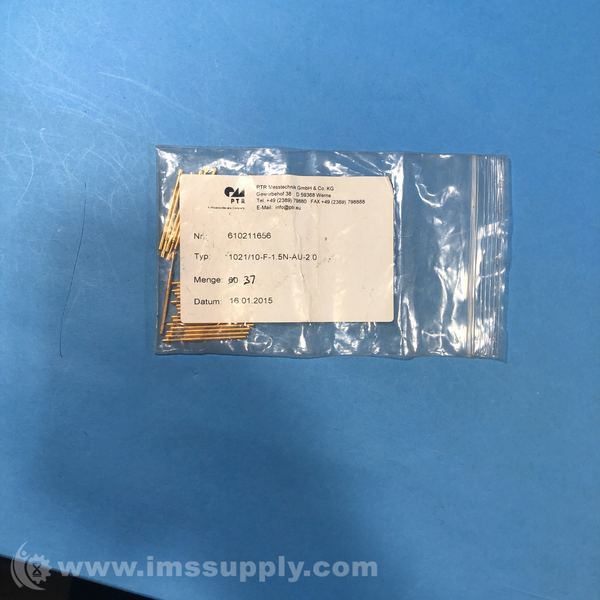 PTR Messtechnik GmbH & Co. KG
Gewerbehof 38 D 59368 Werne
Tel. +49 (2389) 79880 FAX +49 (2389) 798888
E-Mail: info@ptr.eu
PTR
Nr.: 610211656
Typ: 1021/10-F-1.5N-AU-2.0
Menge: 37
Datum: 16.01.2015
www.imssupply.com